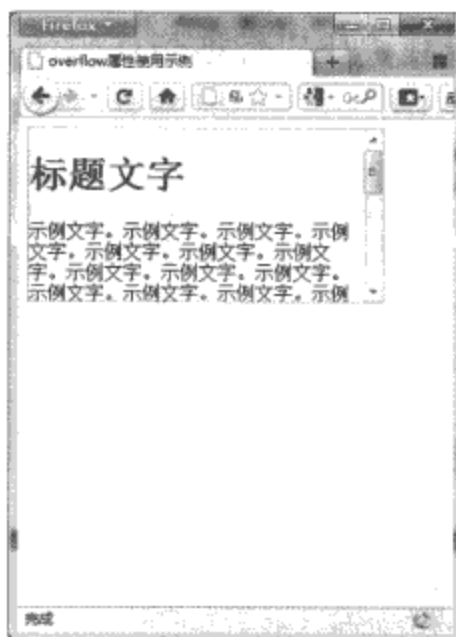 Firefox
overflow属性使用示例
标题文字
示例文字。示例文字。示例文字。示例
文字。示例文字。示例文字。示例文
字。示例文字。示例文字。示例文字。
示例文字。示例文字。示例文字。示例
完成